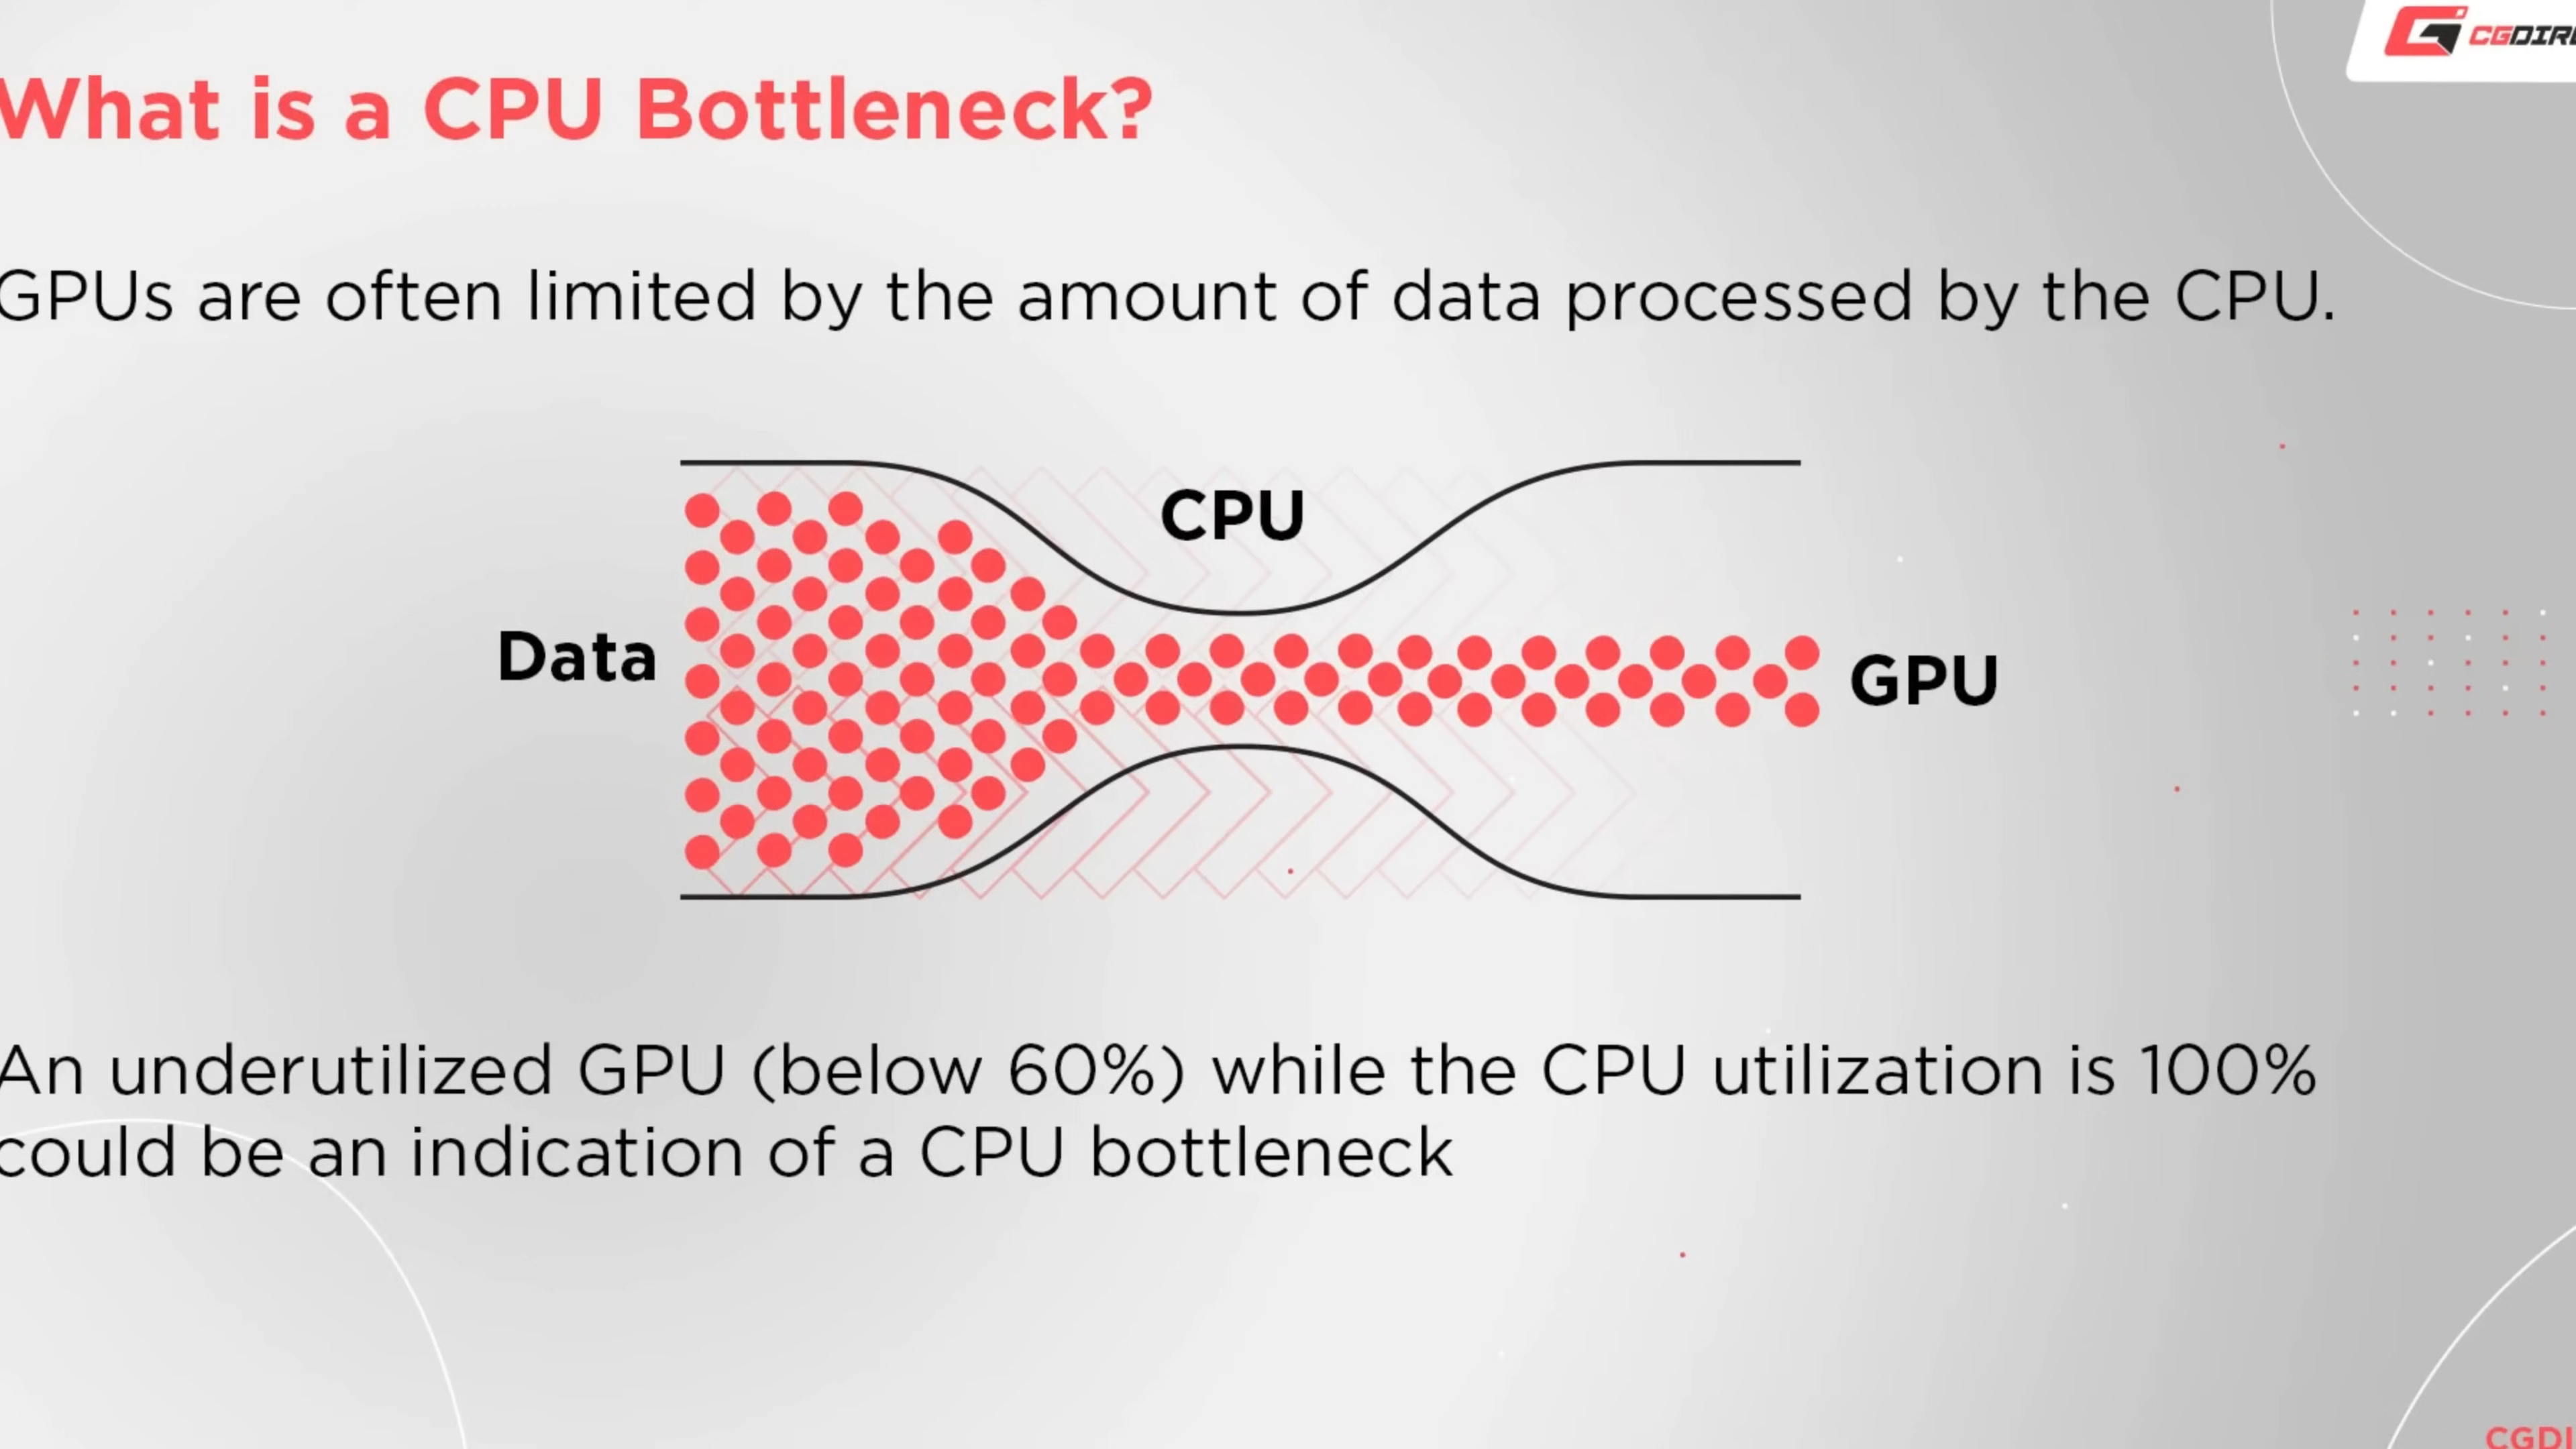 CGDIR
What is a CPU Bottleneck?
GPUs are often limited by the amount of data processed by the CPU.
CPU
Data
GPU
An underutilized GPU (below 60%) while the CPU utilization is 100%
could be an indication of a CPU bottleneck
CGDI